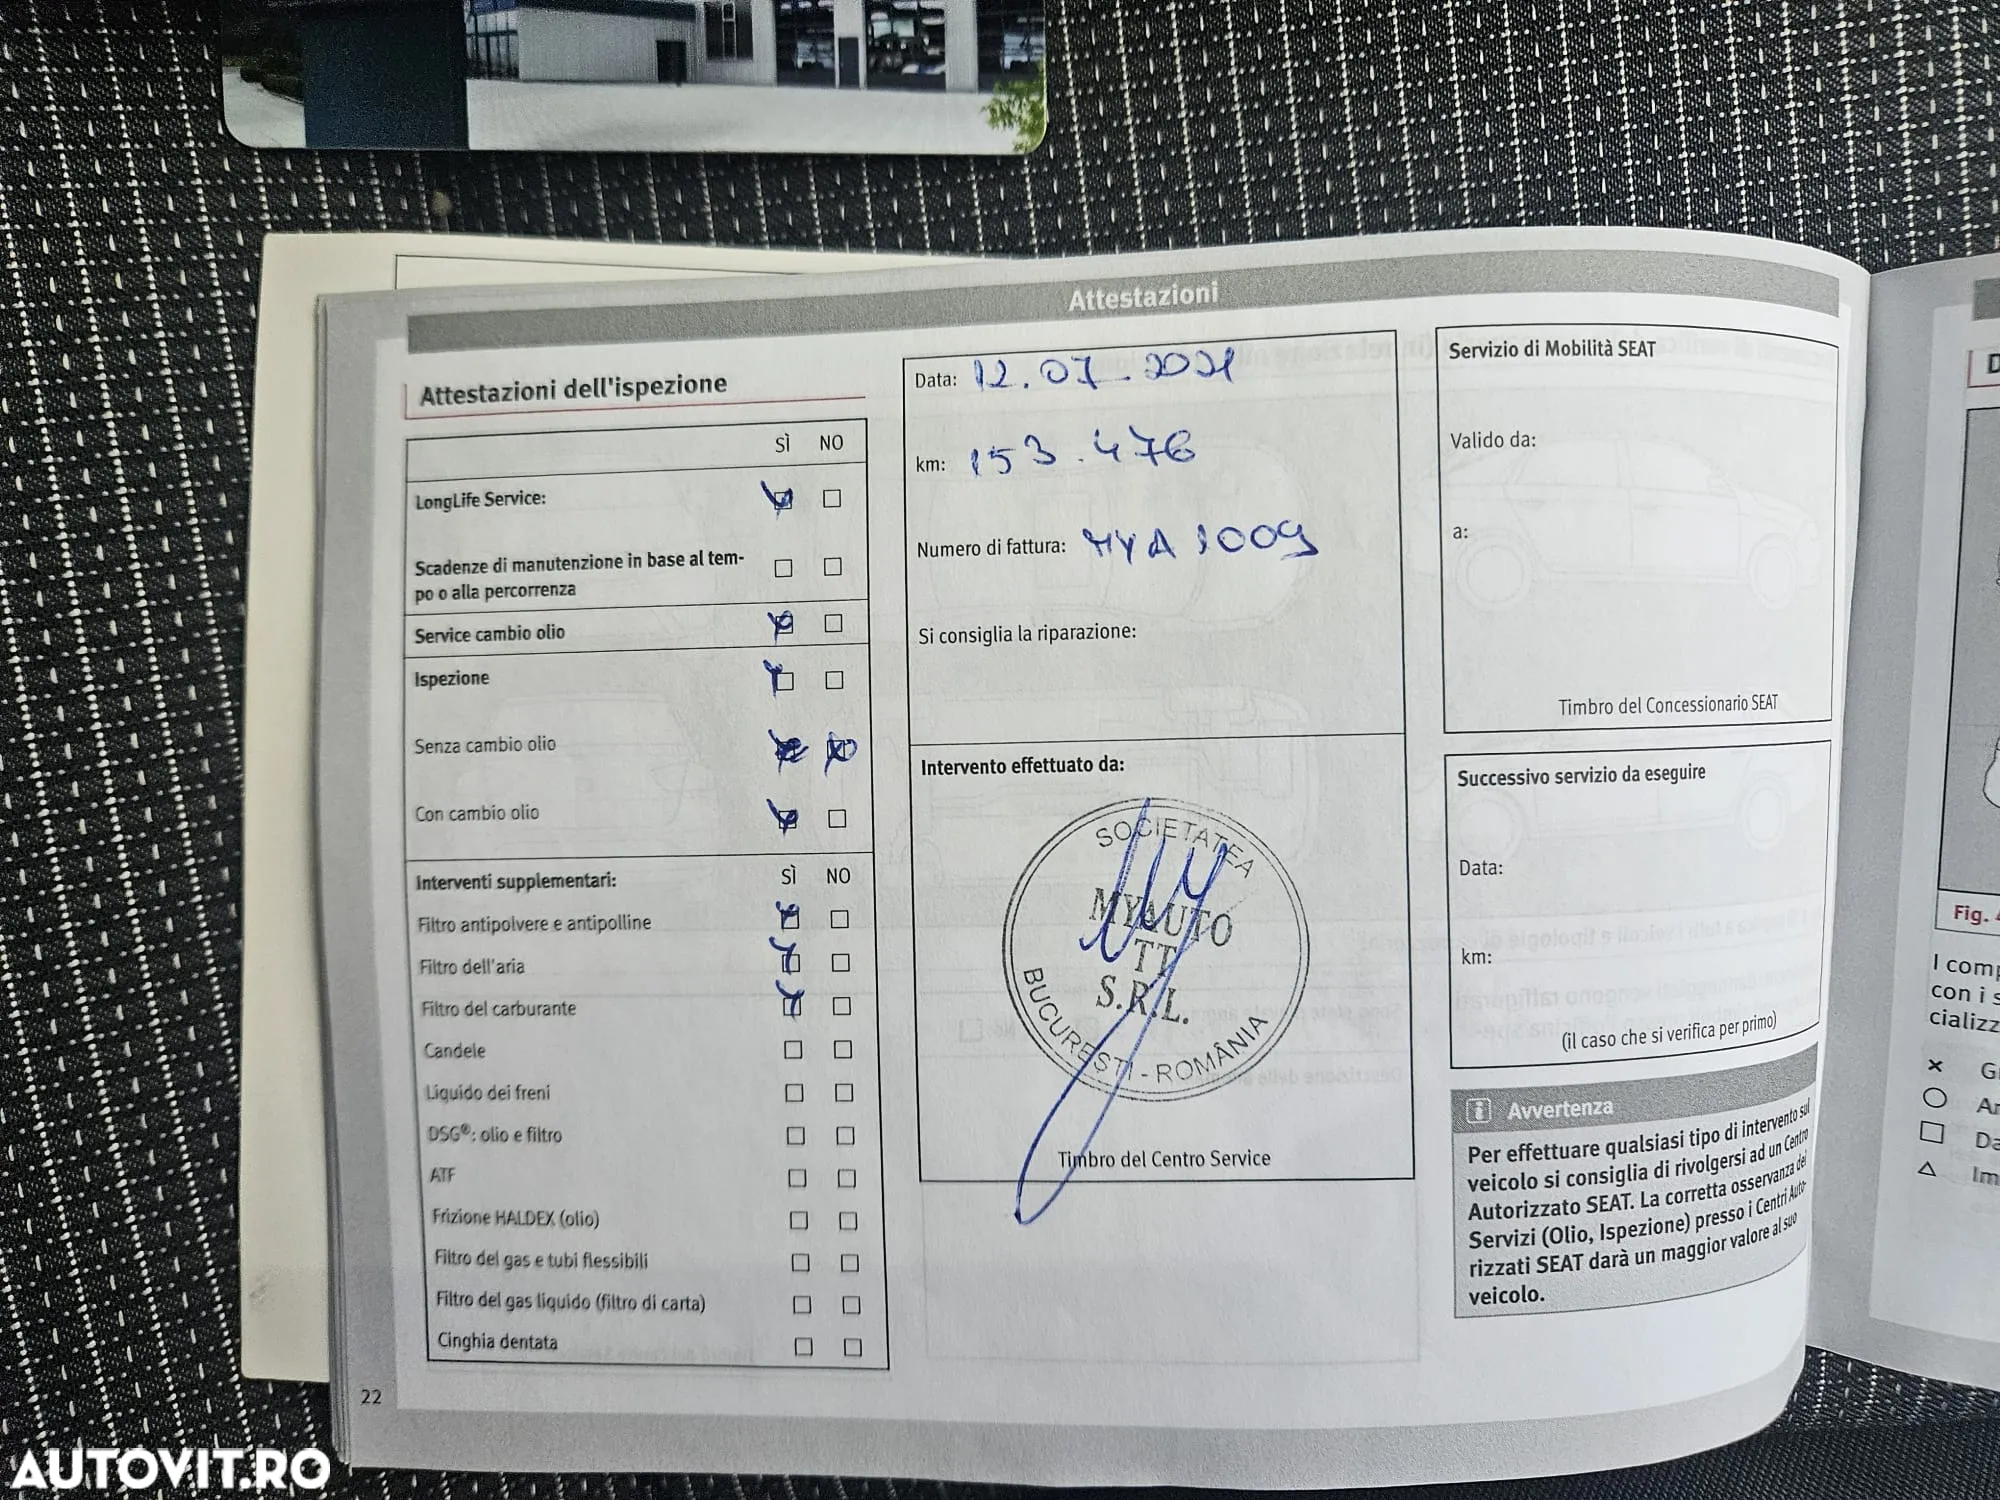 Attestazioni
Attestazioni dell'ispezione
SÌ NO
LongLife Service:
Scadenze di manutenzione in base al tem-
po o alla percorrenza
Service cambio olio
Ispezione
Senza cambio olio
Con cambio olio
Interventi supplementari: SÌ NO
Filtro antipolvere e antipolline
Filtro dell'aria
Filtro del carburante
Candele
Liquido dei freni
DSG®: olio e filtro
ATF
Frizione HALDEX (olio)
Filtro del gas e tubi flessibili
Filtro del gas liquido (filtro di carta)
Cinghia dentata
22
Data: 12.07.2021
km: 153.476
Numero di fattura: MYA 1009
Si consiglia la riparazione:
Intervento effettuato da:
SOCIETATEA
MYAUTO
TT
S.R.L.
BUCUREȘTI - ROMÂNIA
Timbro del Centro Service
Servizio di Mobilità SEAT
Valido da:
a:
Timbro del Concessionario SEAT
Successivo servizio da eseguire
Data:
km:
(il caso che si verifica per primo)
i Avvertenza
Per effettuare qualsiasi tipo di intervento sul
veicolo si consiglia di rivolgersi ad un Centro
Autorizzato SEAT. La corretta osservanza dei
Servizi (Olio, Ispezione) presso i Centri Auto-
rizzati SEAT darà un maggior valore al suo
veicolo.
Fig.
I comp
con i s
cializz
AUTOVIT.RO